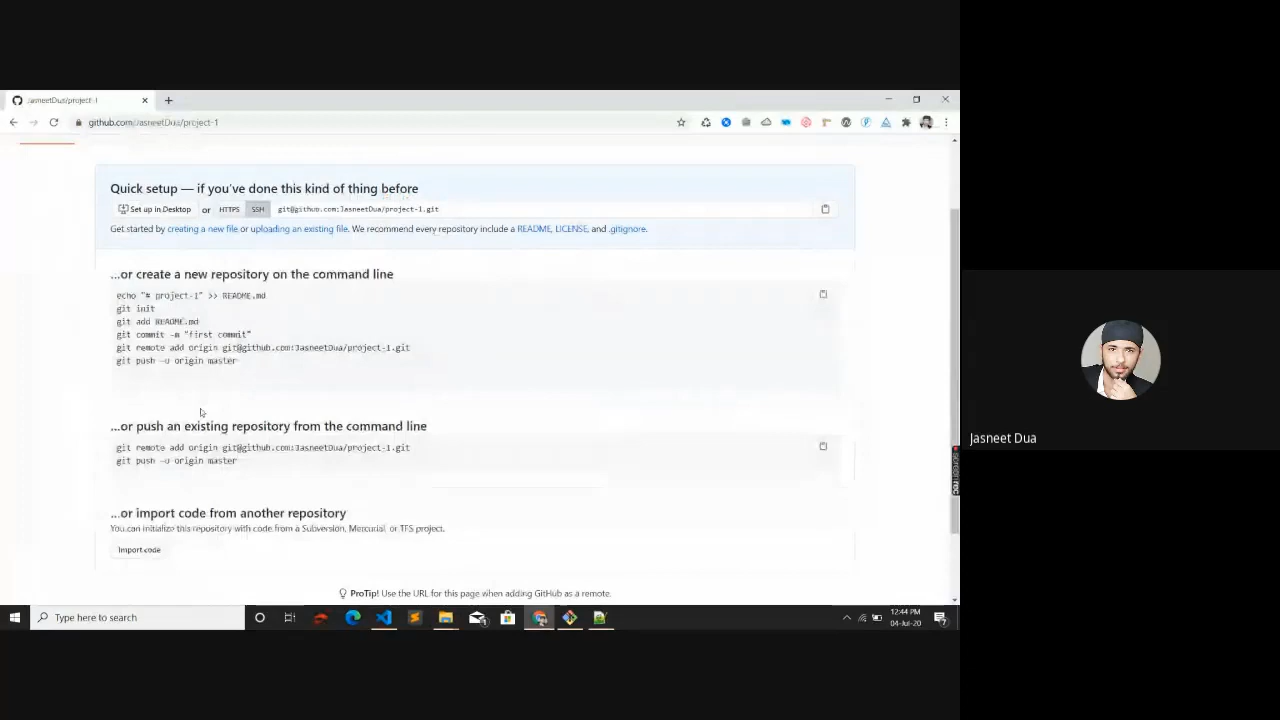 JasneetDua/project-1
github.com/JasneetDua/project-1
Quick setup — if you've done this kind of thing before
Set up in Desktop or HTTPS SSH git@github.com:JasneetDua/project-1.git
Get started by creating a new file or uploading an existing file. We recommend every repository include a README, LICENSE, and .gitignore.
...or create a new repository on the command line
echo "# project-1" >> README.md
git init
git add README.md
git commit -m "first commit"
git remote add origin git@github.com:JasneetDua/project-1.git
git push -u origin master
...or push an existing repository from the command line
git remote add origin git@github.com:JasneetDua/project-1.git
git push -u origin master
...or import code from another repository
You can initialize this repository with code from a Subversion, Mercurial, or TFS project.
Import code
ProTip! Use the URL for this page when adding GitHub as a remote.
Type here to search
12:44 PM
04-Jul-20
Jasneet Dua